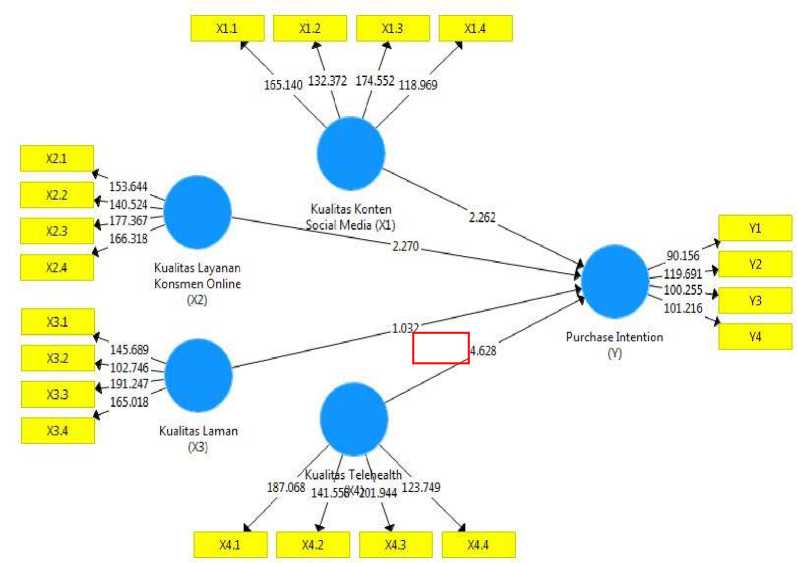 X1.1 X1.2 X1.3 X1.4
165.140 132.372 174.552 118.969
Kualitas Konten
Social Media (X1)
X2.1
X2.2
X2.3
X2.4
153.644
140.524
177.367
166.318
Kualitas Layanan
Konsmen Online
(X2)
2.262
2.270
X3.1
X3.2
X3.3
X3.4
145.689
102.746
191.247
165.018
Kualitas Laman
(X3)
1.032
4.628
90.156
119.691
100.255
101.216
Y1
Y2
Y3
Y4
Purchase Intention
(Y)
Kualitas Telehealth
(X4)
187.068 141.556 201.944 123.749
X4.1 X4.2 X4.3 X4.4